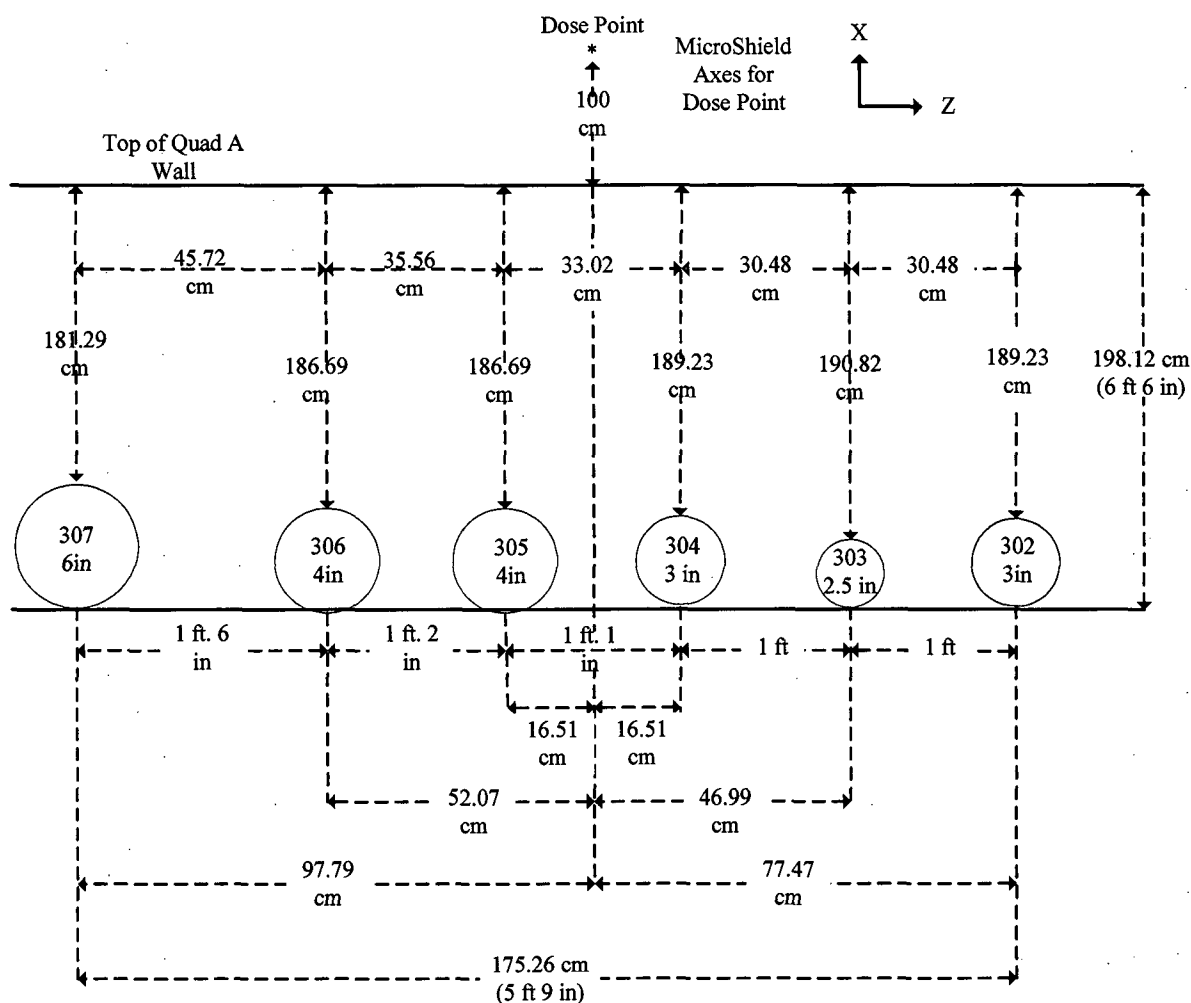 Dose Point
*
MicroShield
Axes for
Dose Point
X
Z
100
cm
Top of Quad A
Wall
45.72
cm
35.56
cm
33.02
cm
30.48
cm
30.48
cm
181.29
cm
186.69
cm
186.69
cm
189.23
cm
190.82
cm
189.23
cm
198.12 cm
(6 ft 6 in)
307
6in
306
4in
305
4in
304
3 in
303
2.5 in
302
3in
1 ft. 6
in
1 ft. 2
in
1 ft. 1
in
1 ft
1 ft
16.51
cm
16.51
cm
52.07
cm
46.99
cm
97.79
cm
77.47
cm
175.26 cm
(5 ft 9 in)